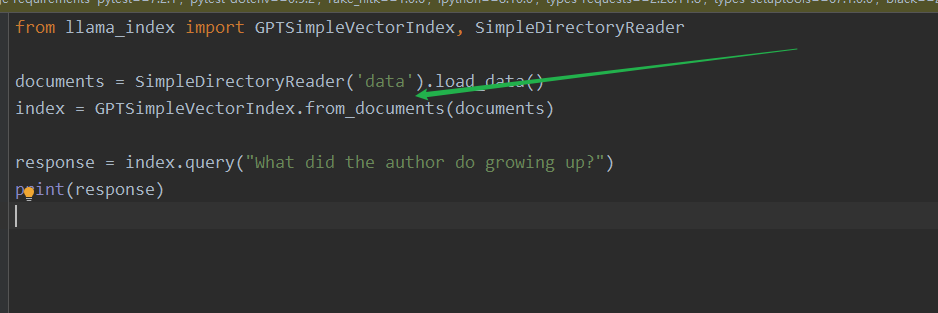 from llama_index import GPTSimpleVectorIndex, SimpleDirectoryReader
documents = SimpleDirectoryReader('data').load_data()
index = GPTSimpleVectorIndex.from_documents(documents)
response = index.query("What did the author do growing up?")
print(response)